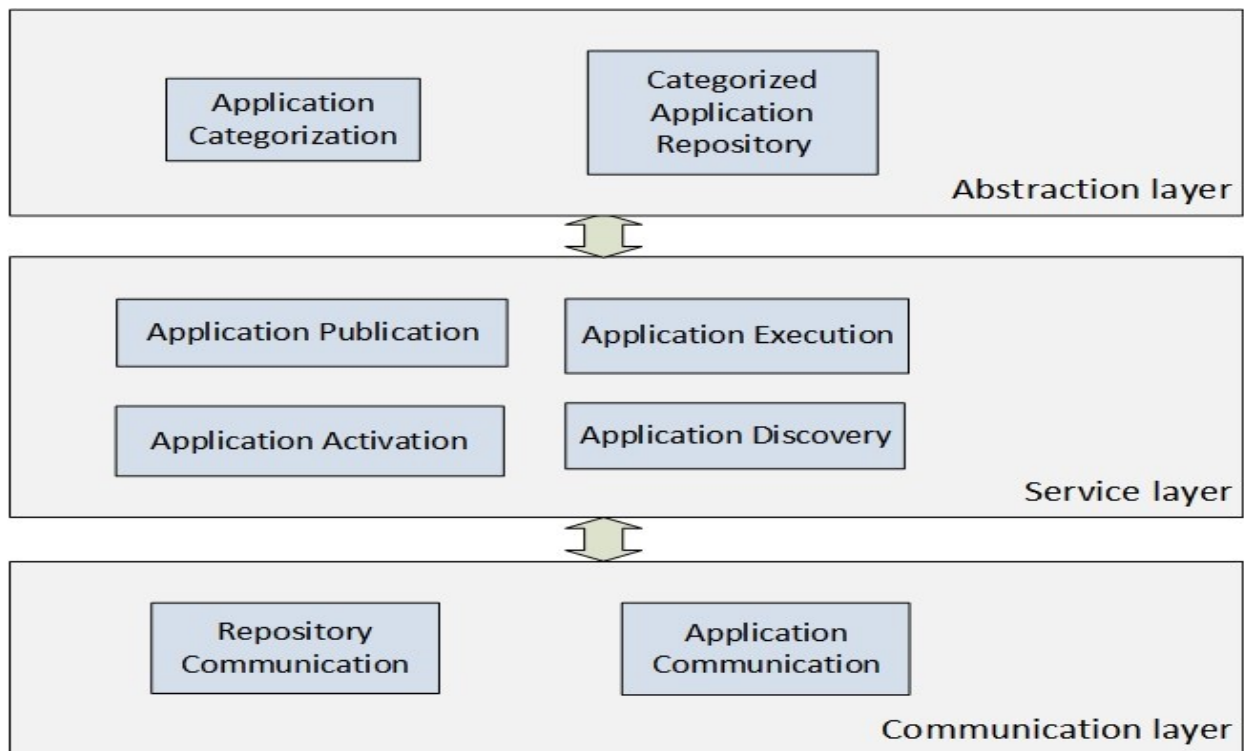 Application
Categorization
Categorized
Application
Repository
Abstraction layer
Application Publication
Application Execution
Application Activation
Application Discovery
Service layer
Repository
Communication
Application
Communication
Communication layer